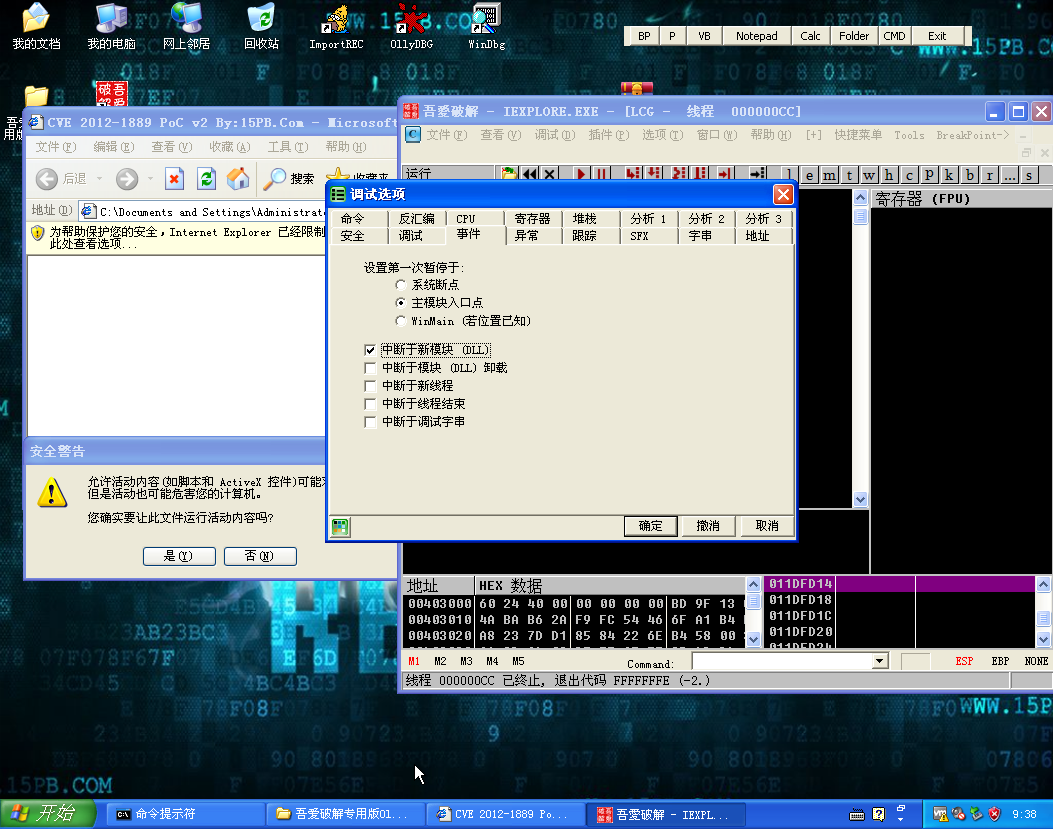 我的文档
我的电脑
网上邻居
回收站
ImportREC
OllyDBG
WinDbg
BP P VB Notepad Calc Folder CMD Exit
CVE 2012-1889 PoC v2 By:15PB.Com - Microsoft
文件(F) 编辑(E) 查看(V) 收藏(A) 工具(T) 帮助(H)
后退 搜索 收藏夹
地址(D) C:\Documents and Settings\Administrat
为帮助保护您的安全，Internet Explorer 已经限制
此处查看选项...
安全警告
允许活动内容(如脚本和 ActiveX 控件)可能
但是活动也可能危害您的计算机。
您确实要让此文件运行活动内容吗?
是(Y) 否(N)
吾爱破解 - IEXPLORE.EXE - [LCG - 线程 000000CC]
文件(F) 查看(V) 调试(D) 插件(P) 选项(T) 窗口(W) 帮助(H) [+] 快捷菜单 Tools BreakPoint->
运行
l e m t w h c P k b r ... s
寄存器 (FPU)
调试选项
命令 反汇编 CPU 寄存器 堆栈 分析 1 分析 2 分析 3
安全 调试 事件 异常 跟踪 SFX 字串 地址
设置第一次暂停于:
系统断点
主模块入口点
WinMain (若位置已知)
中断于新模块 (DLL)
中断于模块 (DLL) 卸载
中断于新线程
中断于线程结束
中断于调试字串
确定 撤消 取消
地址 HEX 数据
00403000 60 24 40 00 00 00 00 00 BD 9F 13
00403010 4A BA B6 2A F9 FC 54 46 6F A1 B4
00403020 A8 23 7D D1 85 84 22 6E B4 58 00
011DFD14
011DFD18
011DFD1C
011DFD20
011DFD24
M1 M2 M3 M4 M5 Command: ESP EBP NONE
线程 000000CC 已终止, 退出代码 FFFFFFFE (-2.)
WWW.15P
15PB.COM
开始 命令提示符 吾爱破解专用版01... CVE 2012-1889 Po... 吾爱破解 - IEXPL... 9:38